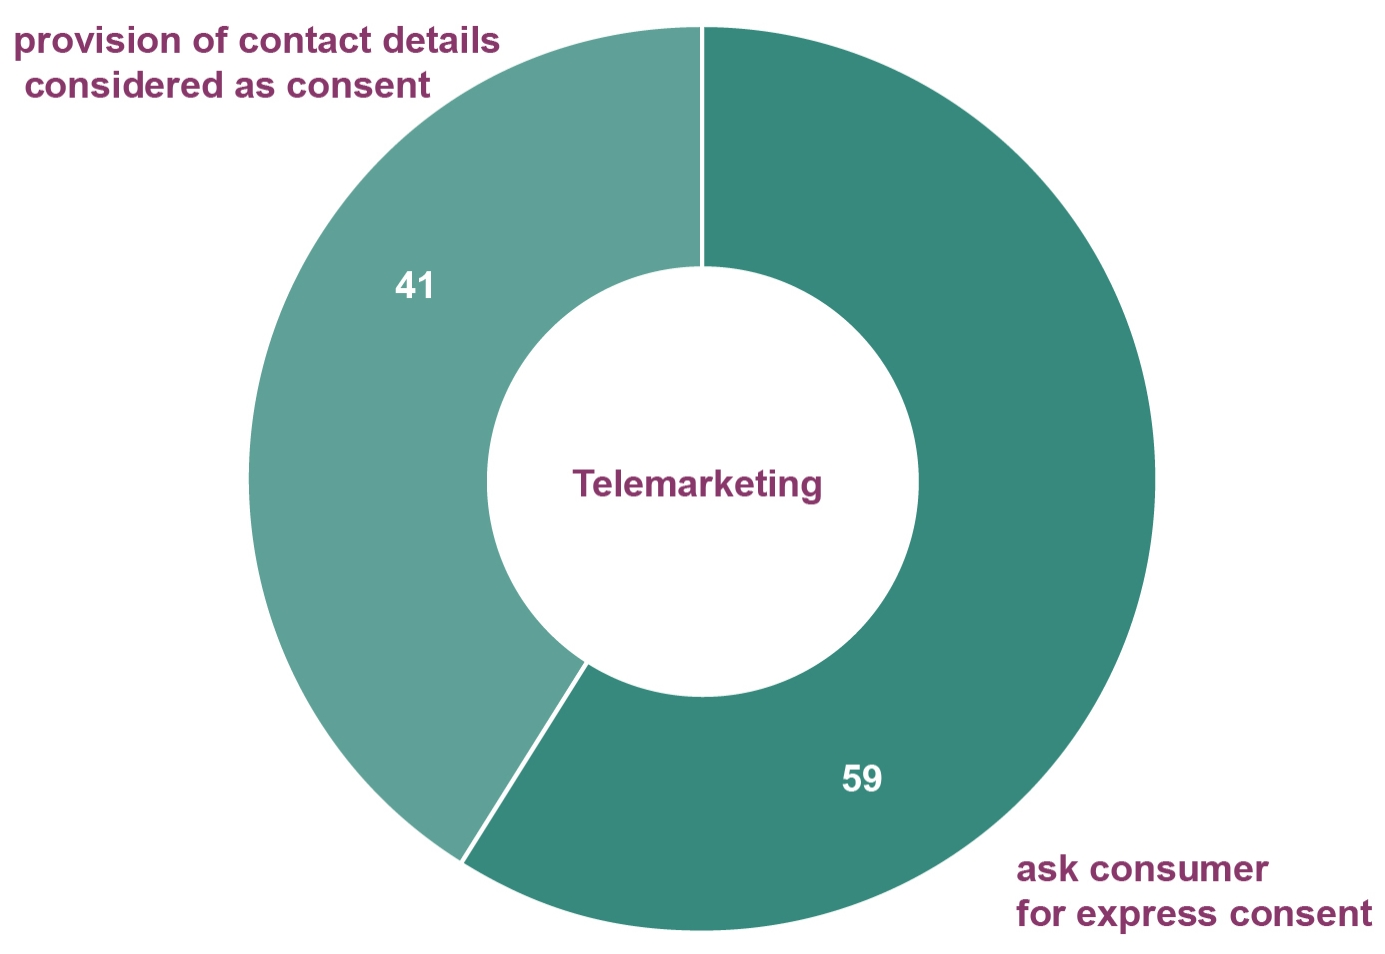 provision of contact details
considered as consent
41
Telemarketing
59
ask consumer
for express consent